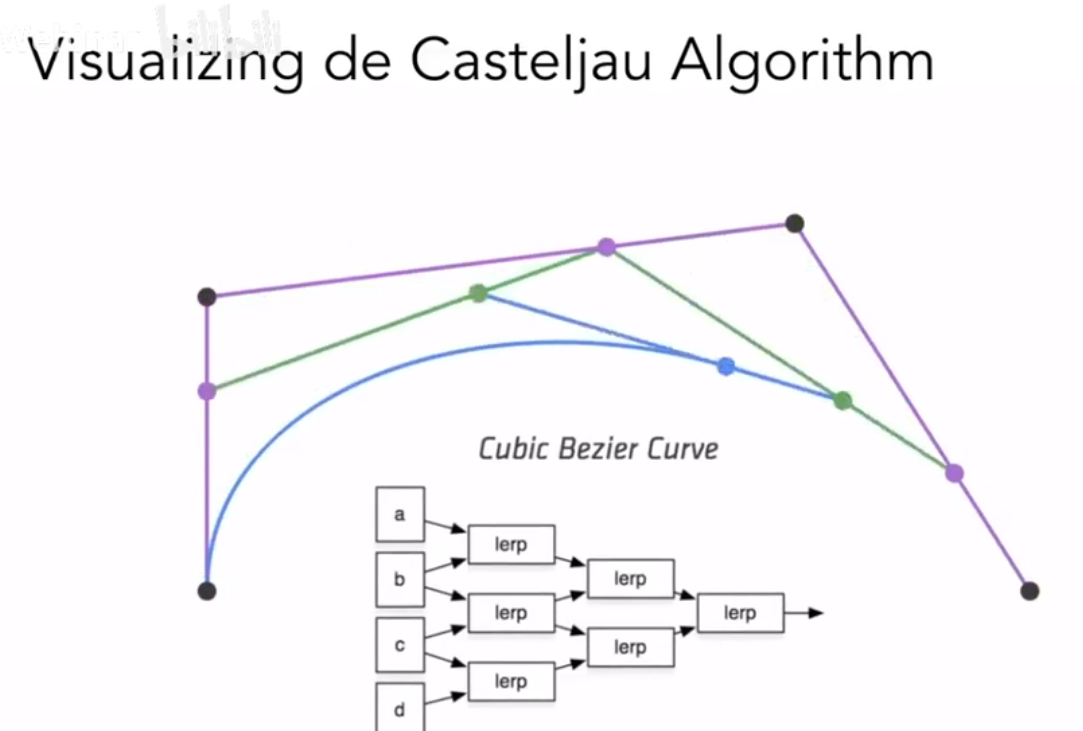 Visualizing de Casteljau Algorithm
Cubic Bezier Curve
a
lerp
b
lerp
lerp
lerp
c
lerp
lerp
d